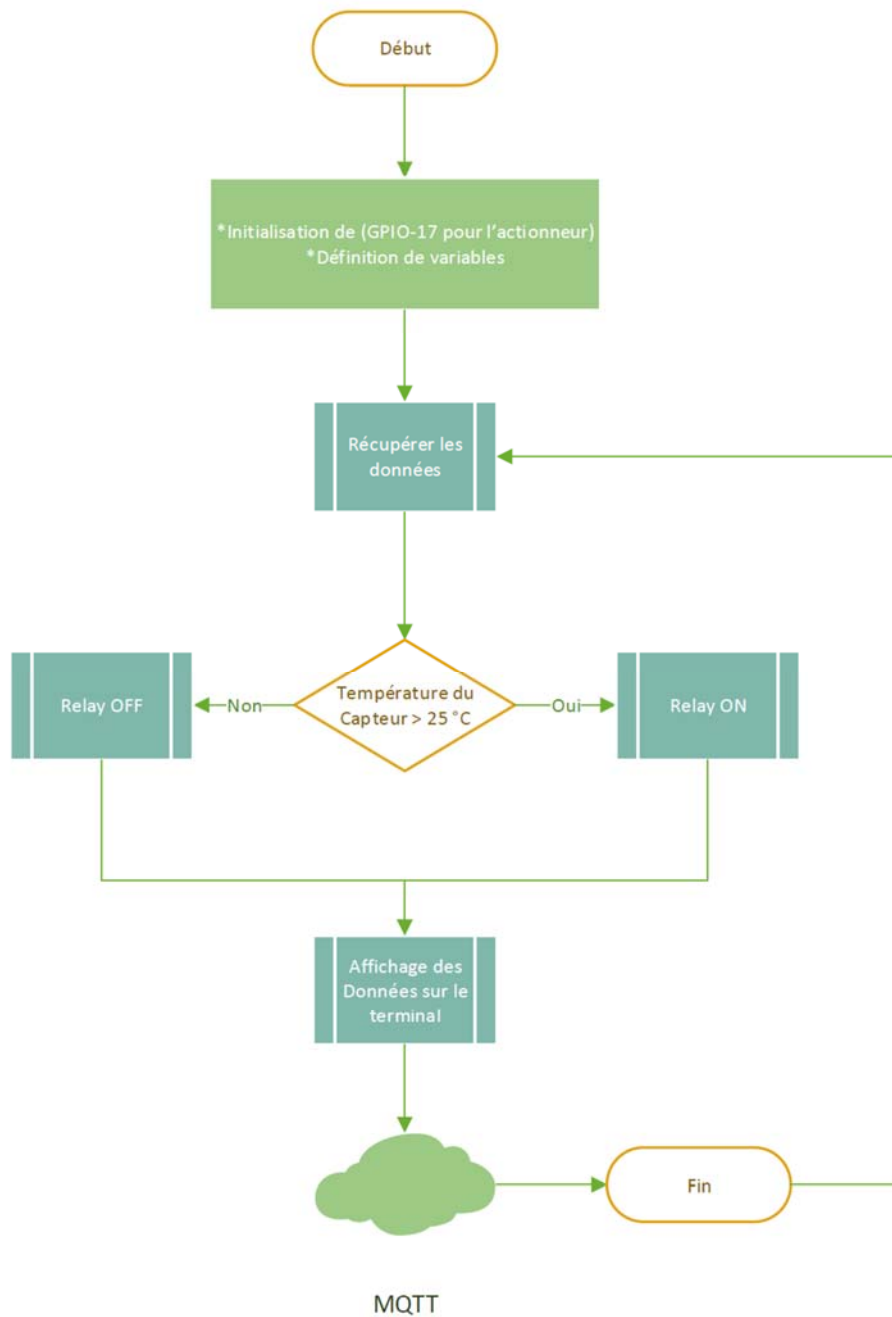 Début
*Initialisation de (GPIO-17 pour l'actionneur)
*Définition de variables
Récupérer les
données
Température du
Capteur > 25 °C
Non
Oui
Relay OFF
Relay ON
Affichage des
Données sur le
terminal
Fin
MQTT